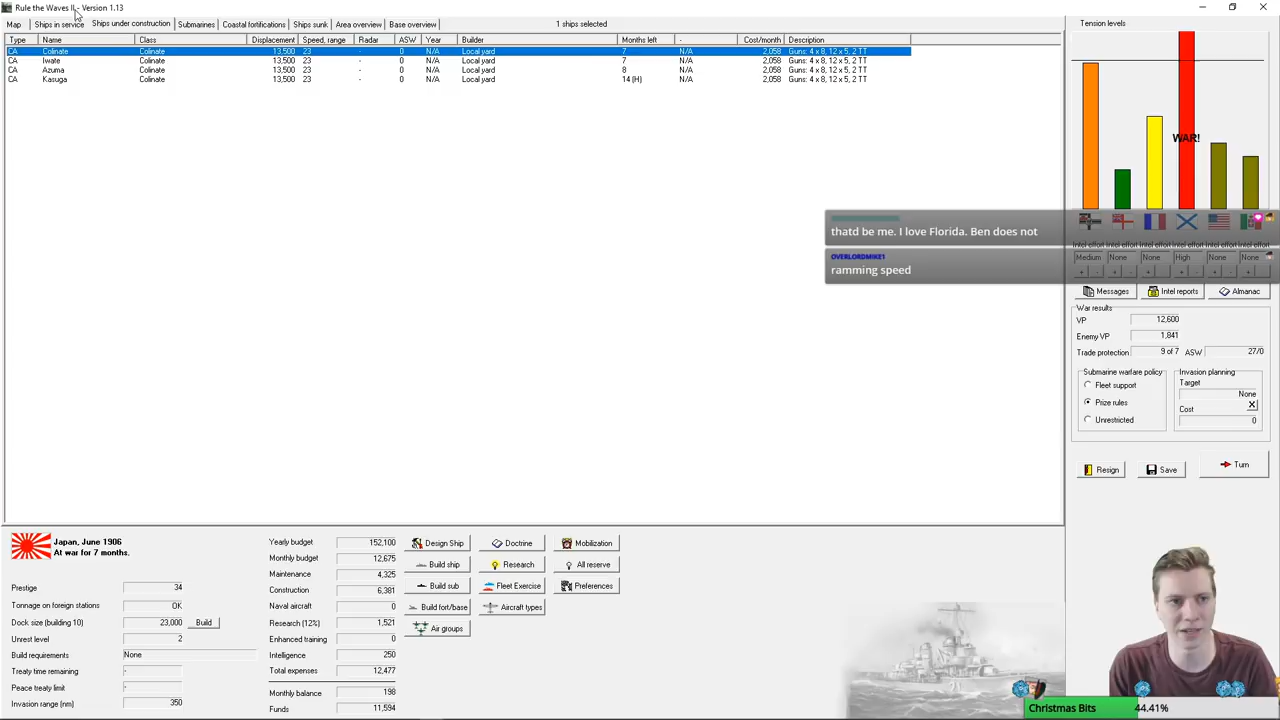 Rule the Waves II - Version 1.13
Map Ships in service Ships under construction Submarines Coastal fortifications Ships sunk Area overview Base overview 1 ships selected
Type Name Class Displacement Speed, range Radar ASW Year Builder Months left - Cost/month Description
CA Colinate Colinate 13,500 23 - 0 N/A Local yard 7 N/A 2,058 Guns: 4 x 8, 12 x 5, 2 TT
CA Iwate Colinate 13,500 23 - 0 N/A Local yard 7 N/A 2,058 Guns: 4 x 8, 12 x 5, 2 TT
CA Azuma Colinate 13,500 23 - 0 N/A Local yard 8 N/A 2,058 Guns: 4 x 8, 12 x 5, 2 TT
CA Kasuga Colinate 13,500 23 - 0 N/A Local yard 14 (H) N/A 2,058 Guns: 4 x 8, 12 x 5, 2 TT
Tension levels
WAR!
thatd be me. I love Florida. Ben does not
OVERLORDMIKE1
ramming speed
Intel effort Intel effort Intel effort Intel effort Intel effort Intel effort
Medium None None High None None
+ - + - + - + - + - + -
Messages Intel reports Almanac
War results
VP 12,600
Enemy VP 1,841
Trade protection 9 of 7 ASW 27/0
Submarine warfare policy
Fleet support
Prize rules
Unrestricted
Invasion planning
Target
None
Cost X
0
Resign Save Turn
Japan, June 1906
At war for 7 months.
Prestige 34
Tonnage on foreign stations OK
Dock size (building 10) 23,000 Build
Unrest level 2
Build requirements None
Treaty time remaining -
Peace treaty limit -
Invasion range (nm) 350
Yearly budget 152,100
Monthly budget 12,675
Maintenance 4,325
Construction 6,381
Naval aircraft 0
Research (12%) 1,521
Enhanced training 0
Intelligence 250
Total expenses 12,477
Monthly balance 198
Funds 11,594
Design Ship Doctrine Mobilization
Build ship Research All reserve
Build sub Fleet Exercise Preferences
Build fort/base Aircraft types
Air groups
Christmas Bits 44.41%